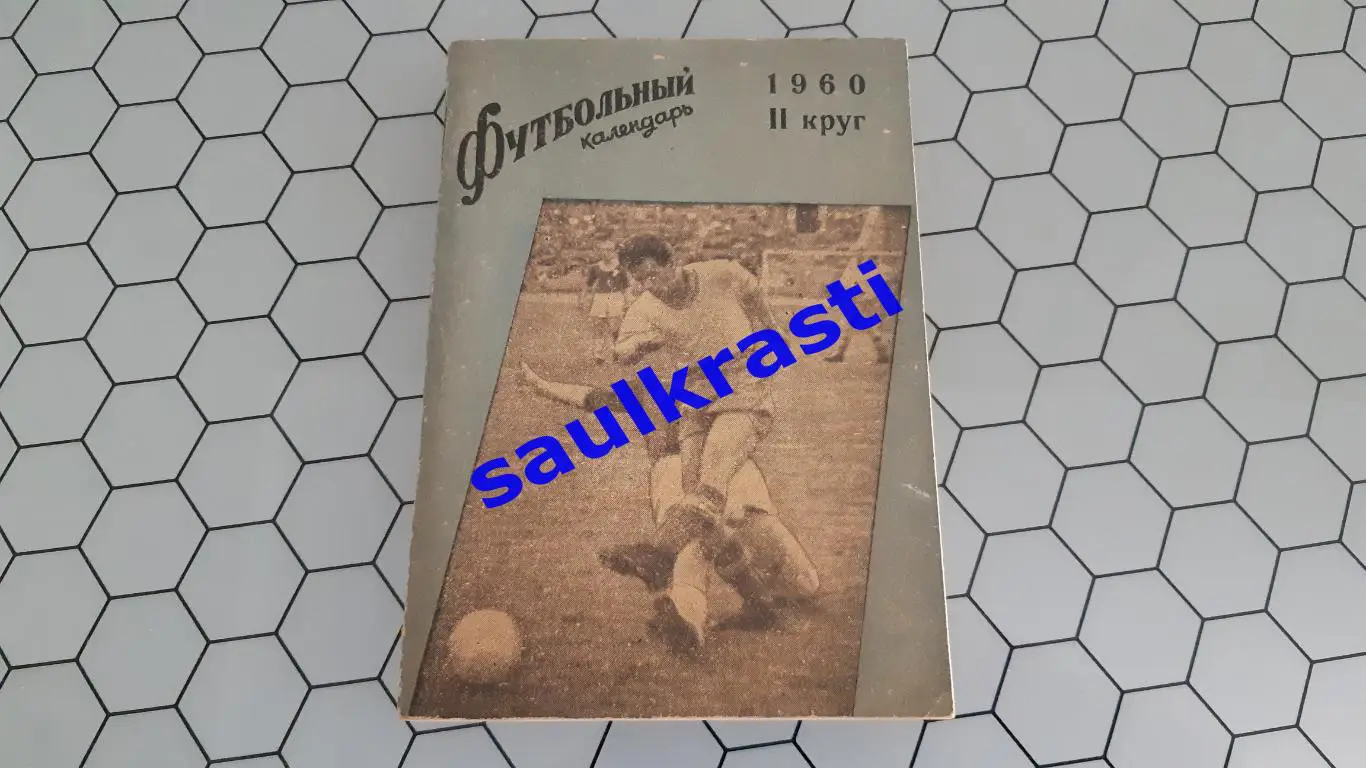 Футбольный
календарь
1960
II круг
saulkrasti